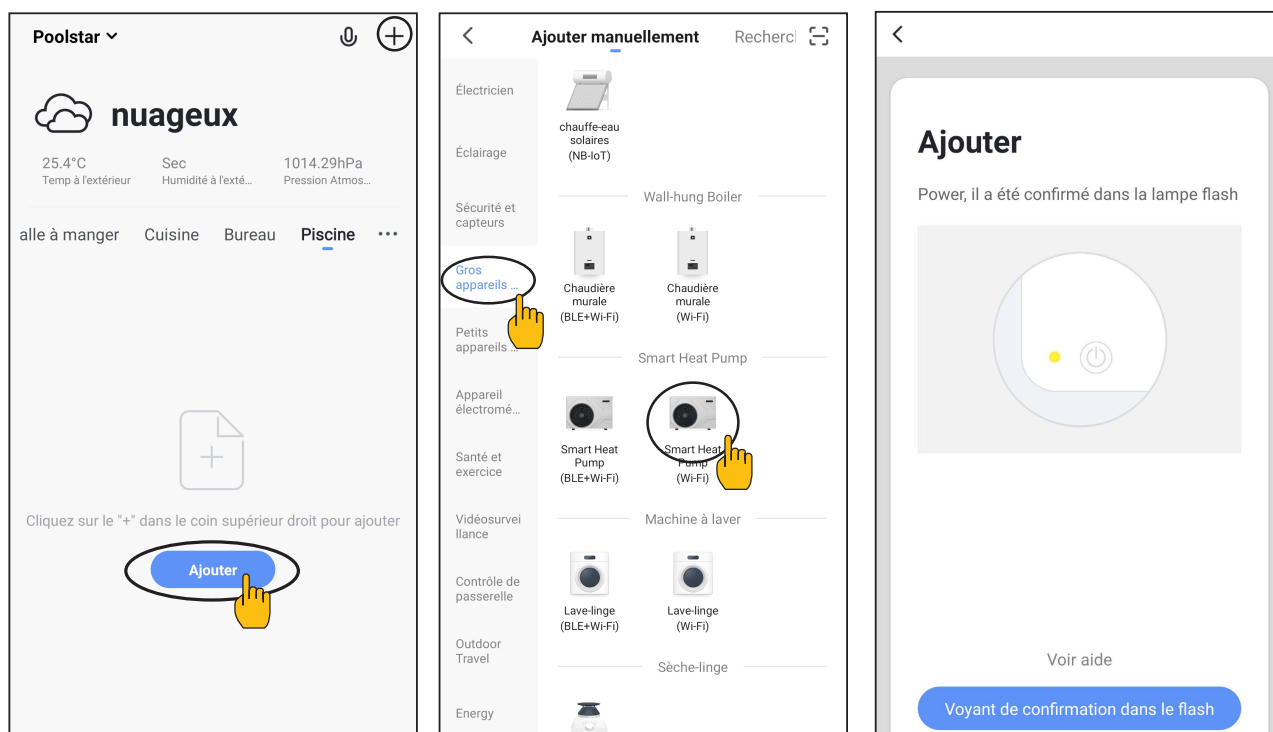 Poolstar
nuageux
25.4°C Sec 1014.29hPa
Temp à l'extérieur Humidité à l'exté... Pression Atmos...
alle à manger Cuisine Bureau Piscine ...
Cliquez sur le "+" dans le coin supérieur droit pour ajouter
Ajouter
Ajouter manuellement Recherc
Électricien
Éclairage
Sécurité et
capteurs
Gros
appareils ...
Petits
appareils ...
Appareil
électromé...
Santé et
exercice
Vidéosurvei
llance
Contrôle de
passerelle
Outdoor
Travel
Energy
chauffe-eau
solaires
(NB-IoT)
Wall-hung Boiler
Chaudière
murale
(BLE+Wi-Fi)
Chaudière
murale
(Wi-Fi)
Smart Heat Pump
Smart Heat
Pump
(BLE+Wi-Fi)
Smart Heat
Pump
(Wi-Fi)
Machine à laver
Lave-linge
(BLE+Wi-Fi)
Lave-linge
(Wi-Fi)
Sèche-linge
Ajouter
Power, il a été confirmé dans la lampe flash
Voir aide
Voyant de confirmation dans le flash